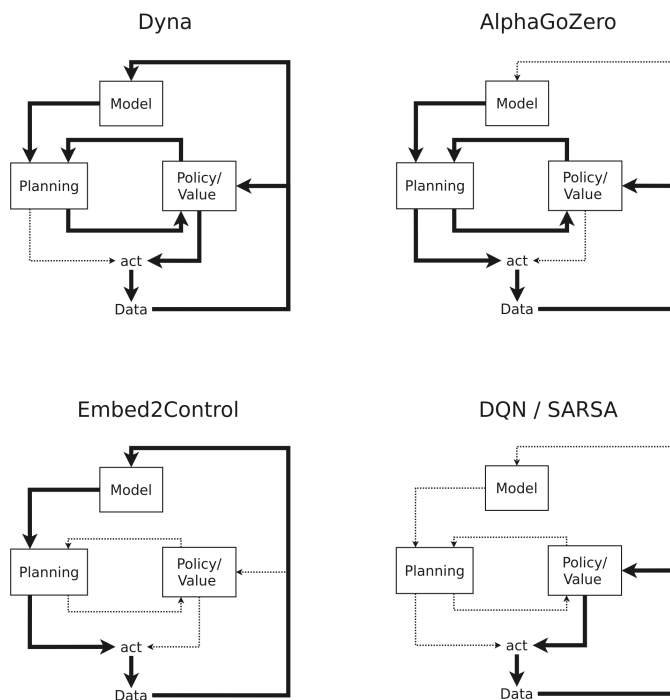 Dyna
Model
Planning
Policy/
Value
act
Data
AlphaGoZero
Model
Planning
Policy/
Value
act
Data
Embed2Control
Model
Planning
Policy/
Value
act
Data
DQN / SARSA
Model
Planning
Policy/
Value
act
Data